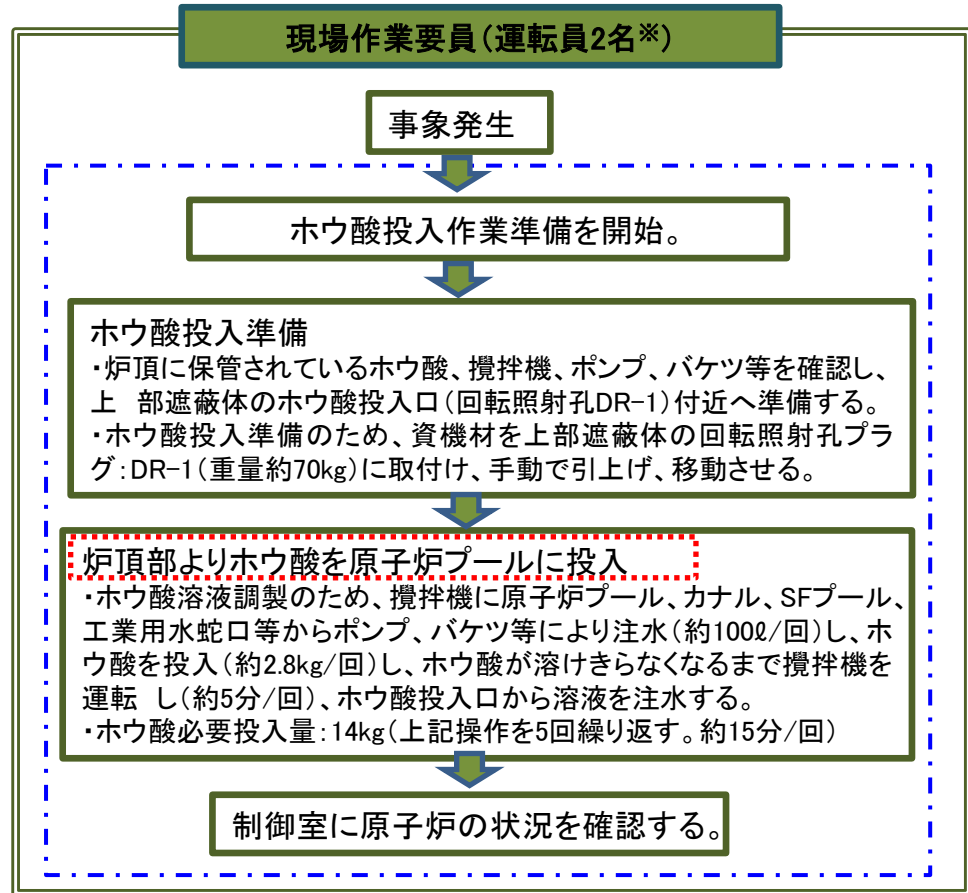 現場作業要員(運転員2名※)
事象発生
ホウ酸投入作業準備を開始。
ホウ酸投入準備
・炉頂に保管されているホウ酸、攪拌機、ポンプ、バケツ等を確認し、
上 部遮蔽体のホウ酸投入口(回転照射孔DR-1)付近へ準備する。
・ホウ酸投入準備のため、資機材を上部遮蔽体の回転照射孔プラ
グ:DR-1(重量約70kg)に取付け、手動で引上げ、移動させる。
炉頂部よりホウ酸を原子炉プールに投入
・ホウ酸溶液調製のため、攪拌機に原子炉プール、カナル、SFプール、
工業用水蛇口等からポンプ、バケツ等により注水(約100ℓ/回)し、ホ
ウ酸を投入(約2.8kg/回)し、ホウ酸が溶けきらなくなるまで攪拌機を
運転 し(約5分/回)、ホウ酸投入口から溶液を注水する。
・ホウ酸必要投入量:14kg(上記操作を5回繰り返す。約15分/回)
制御室に原子炉の状況を確認する。